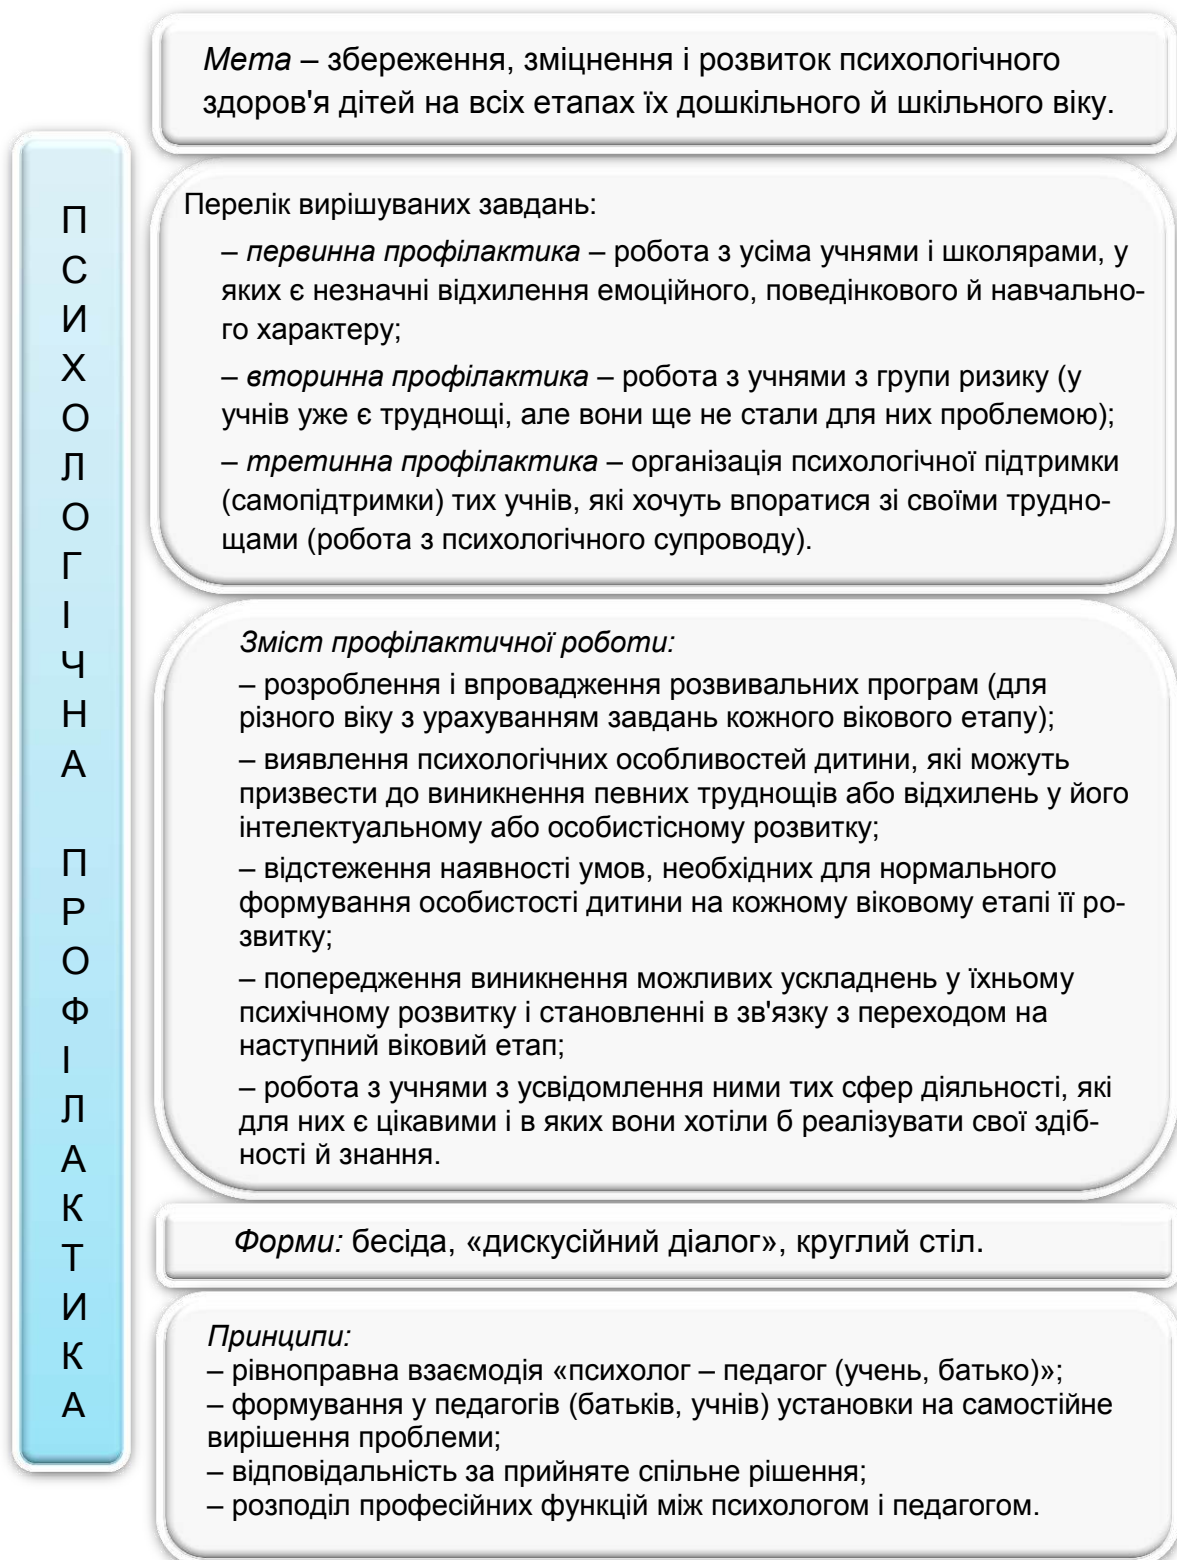 Мета – збереження, зміцнення і розвиток психологічного
здоров'я дітей на всіх етапах їх дошкільного й шкільного віку.
ПСИХОЛОГІЧНА ПРОФІЛАКТИКА
Перелік вирішуваних завдань:
– первинна профілактика – робота з усіма учнями і школярами, у
яких є незначні відхилення емоційного, поведінкового й навчально-
го характеру;
– вторинна профілактика – робота з учнями з групи ризику (у
учнів уже є труднощі, але вони ще не стали для них проблемою);
– третинна профілактика – організація психологічної підтримки
(самопідтримки) тих учнів, які хочуть впоратися зі своїми трудно-
щами (робота з психологічного супроводу).
Зміст профілактичної роботи:
– розроблення і впровадження розвивальних програм (для
різного віку з урахуванням завдань кожного вікового етапу);
– виявлення психологічних особливостей дитини, які можуть
призвести до виникнення певних труднощів або відхилень у його
інтелектуальному або особистісному розвитку;
– відстеження наявності умов, необхідних для нормального
формування особистості дитини на кожному віковому етапі її ро-
звитку;
– попередження виникнення можливих ускладнень у їхньому
психічному розвитку і становленні в зв'язку з переходом на
наступний віковий етап;
– робота з учнями з усвідомлення ними тих сфер діяльності, які
для них є цікавими і в яких вони хотіли б реалізувати свої здіб-
ності й знання.
Форми: бесіда, «дискусійний діалог», круглий стіл.
Принципи:
– рівноправна взаємодія «психолог – педагог (учень, батько)»;
– формування у педагогів (батьків, учнів) установки на самостійне
вирішення проблеми;
– відповідальність за прийняте спільне рішення;
– розподіл професійних функцій між психологом і педагогом.